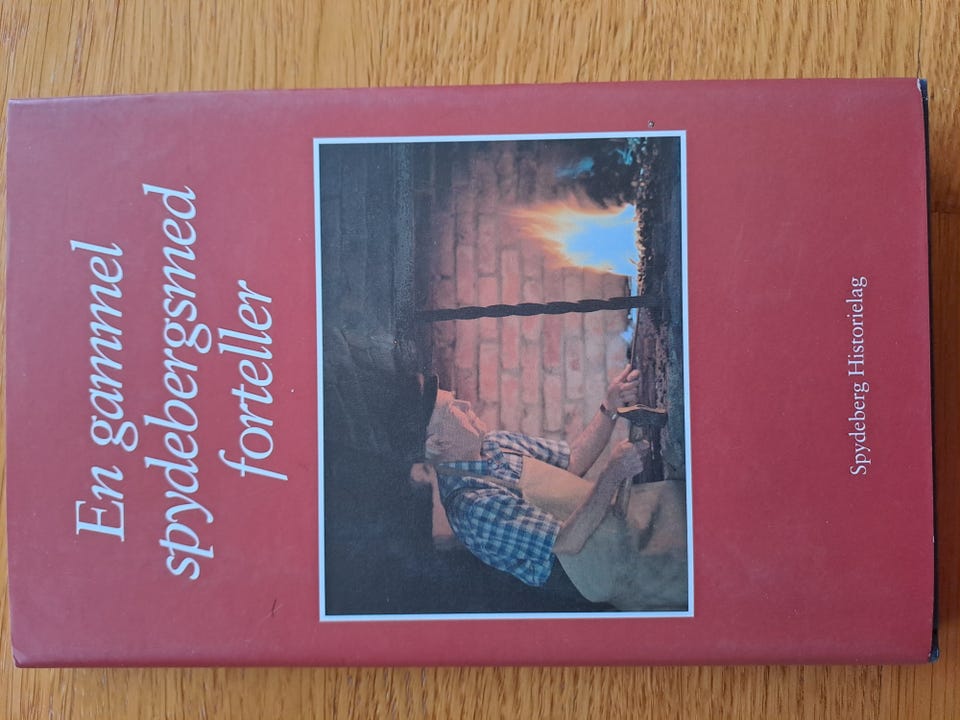 En gammel
spydebergsmed
forteller
Spydeberg Historielag